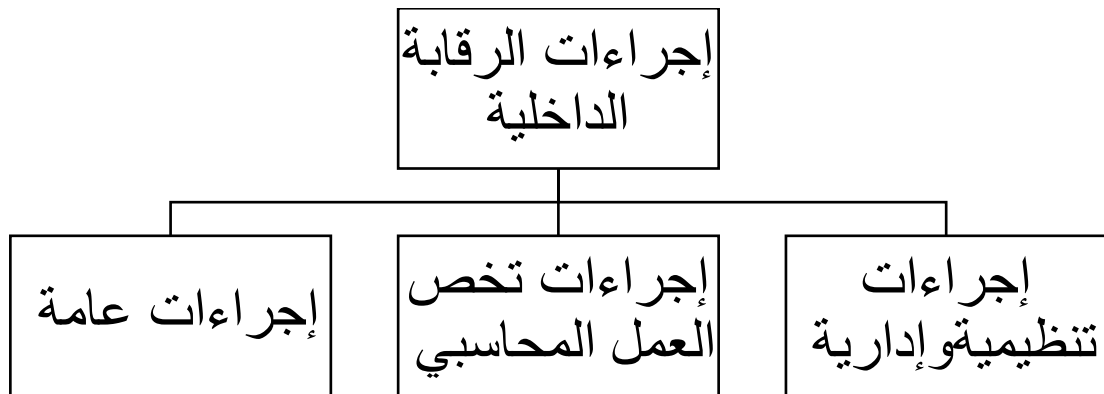 إجراءات الرقابة
الداخلية
إجراءات
تنظيميةوإدارية
إجراءات تخص
العمل المحاسبي
إجراءات عامة